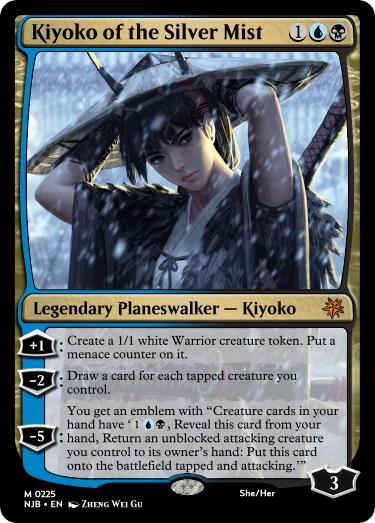 Kiyoko of the Silver Mist 1
Legendary Planeswalker — Kiyoko
+1: Create a 1/1 white Warrior creature token. Put a
menace counter on it.
-2: Draw a card for each tapped creature you
control.
You get an emblem with “Creature cards in your
hand have ‘ 1 , Reveal this card from your
-5: hand, Return an unblocked attacking creature
you control to its owner's hand: Put this card
onto the battlefield tapped and attacking.’”
3
M 0225
NJB • EN Zheng Wei Gu
She/Her